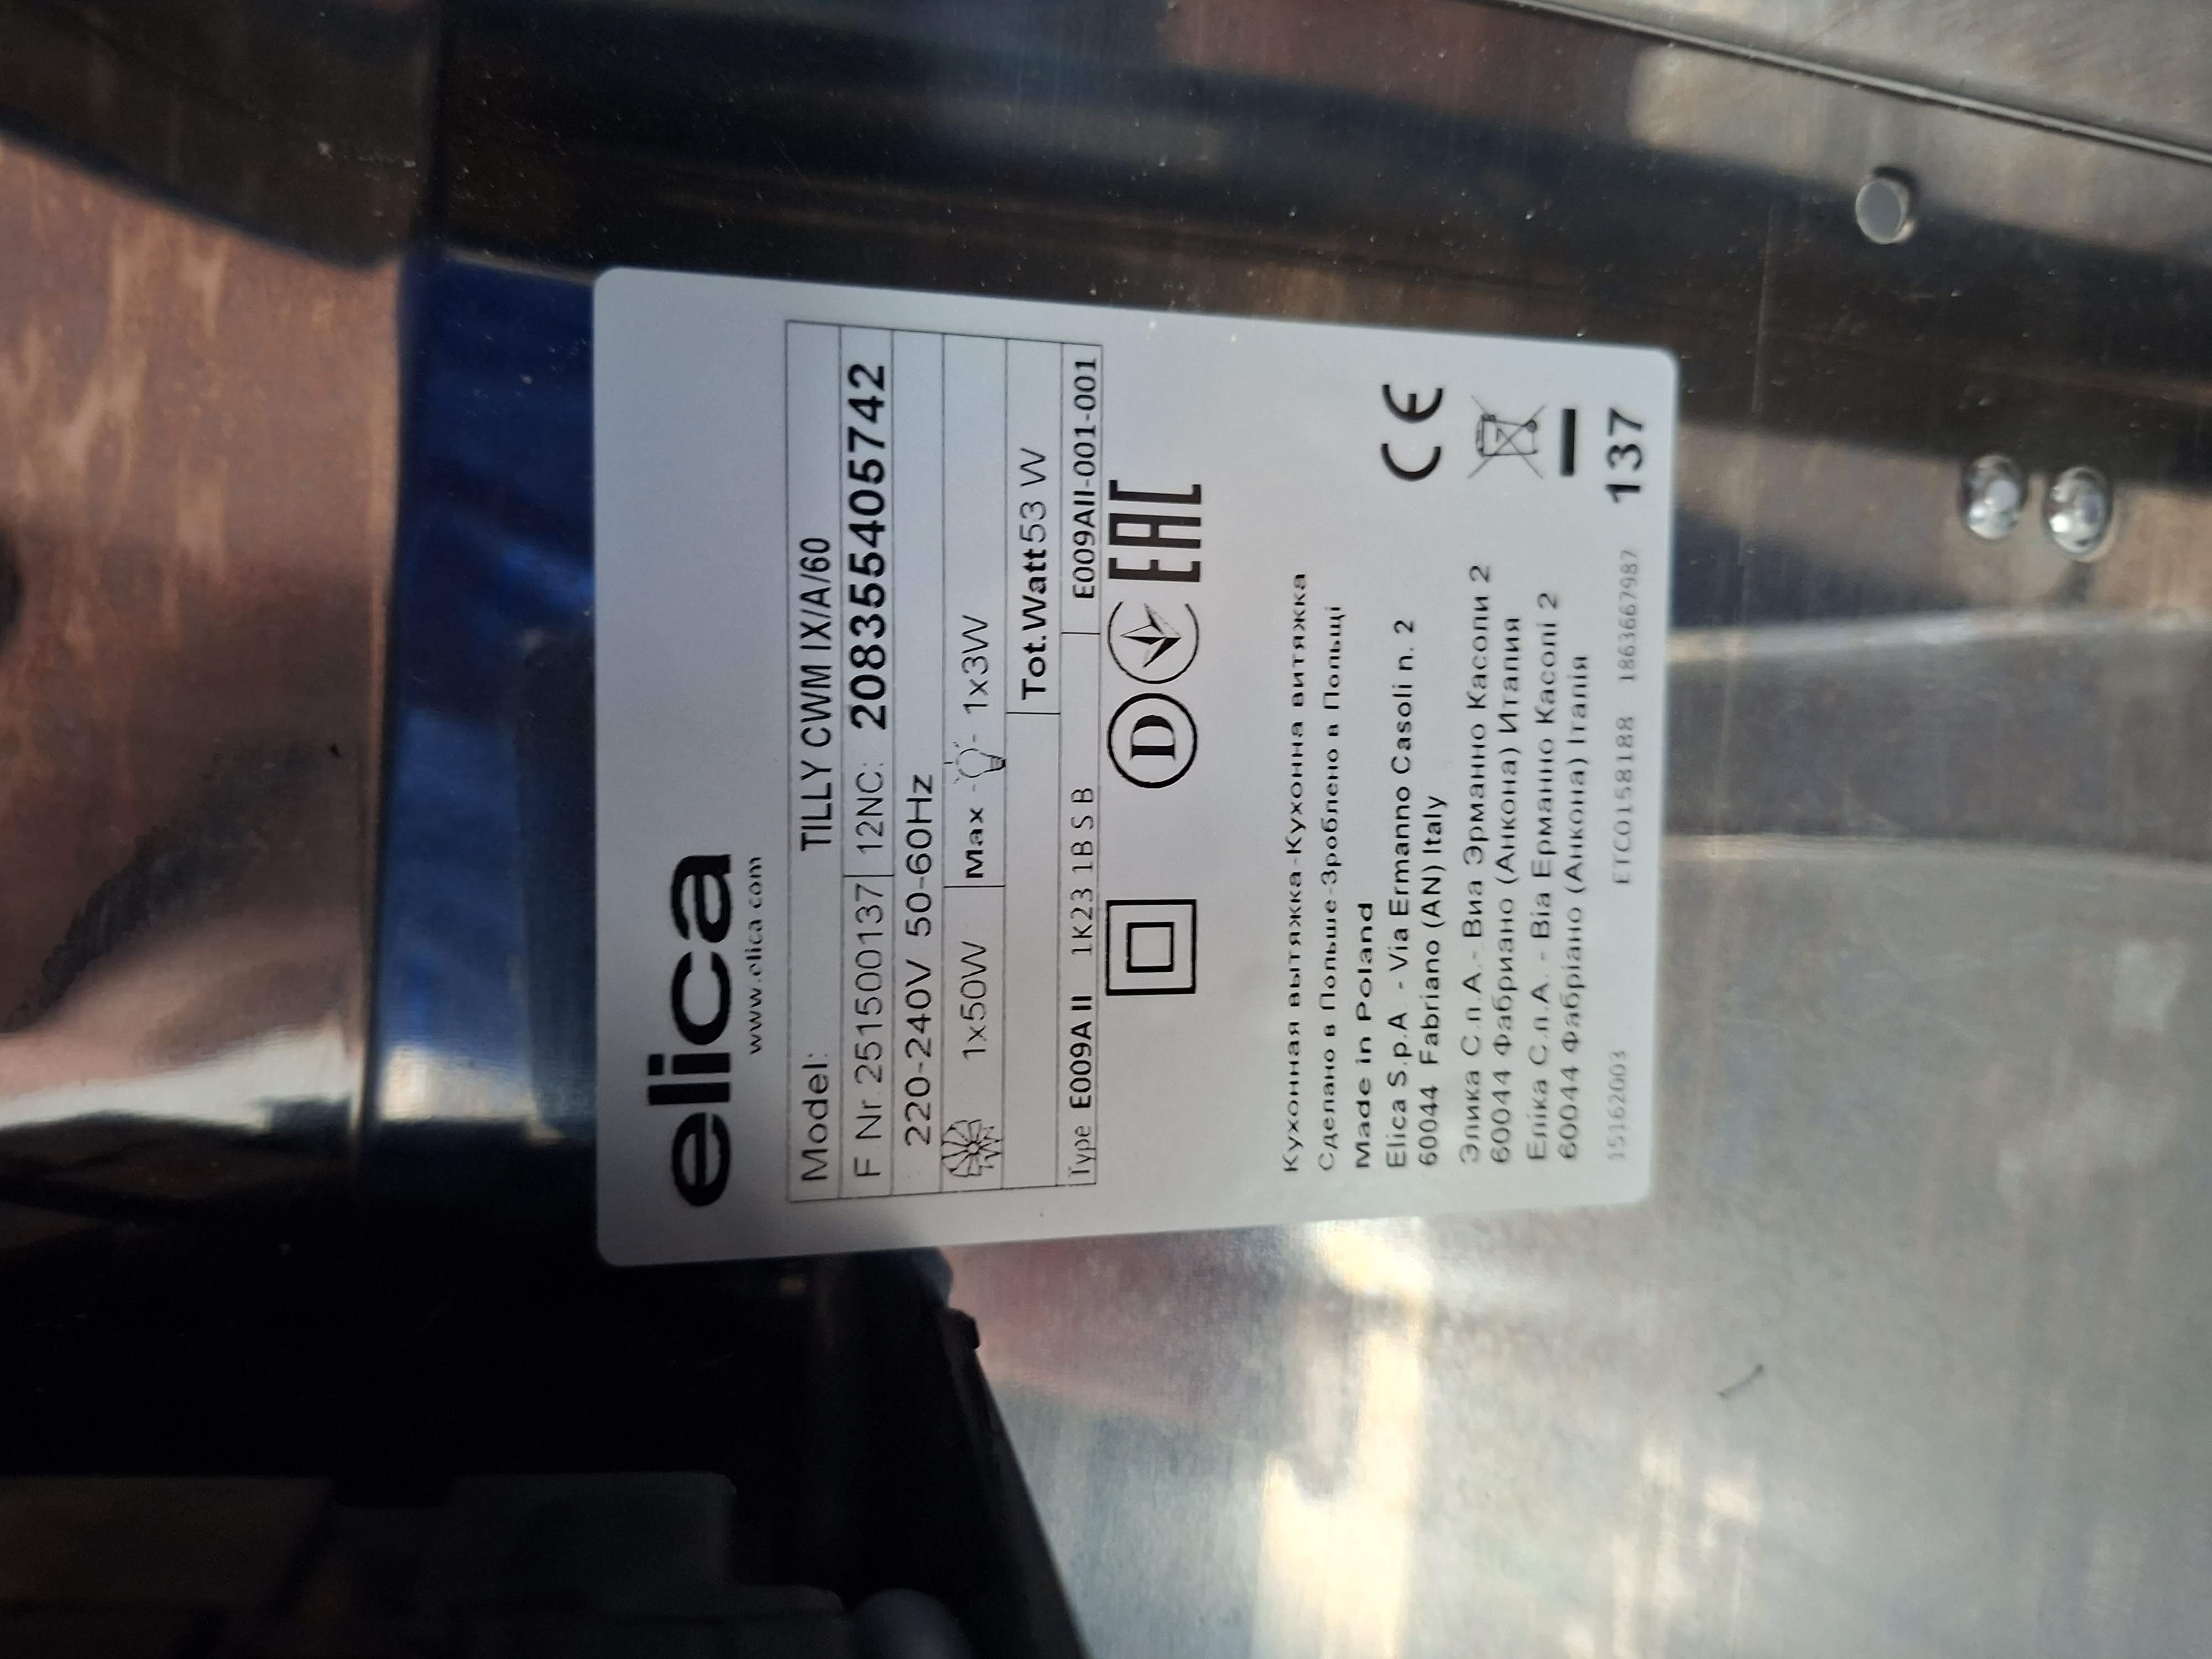 elica
www.elica.com
Model: TILLY CWM IX/A/60
F Nr.251500137 12NC: 208355405742
220-240V 50-60Hz
1x50W Max - - 1x3W
Tot.Watt53 W
Type E009A II 1K23 1B S B E009AII-001-001
D EAC
Кухонная вытяжка-Кухонна витяжка
Сделано в Польше-Зроблено в Польщі
Made in Poland
Elica S.p.A. - Via Ermanno Casoli n. 2
60044 Fabriano (AN) Italy
Элика С.п.А.- Виа Эрманно Касоли 2
60044 Фабриано (Анкона) Италия
Еліка С.п.А. - Віа Ерманно Касолі 2
60044 Фабріано (Анкона) Італія
CE
15162003 ETC0158188 1863667987 137